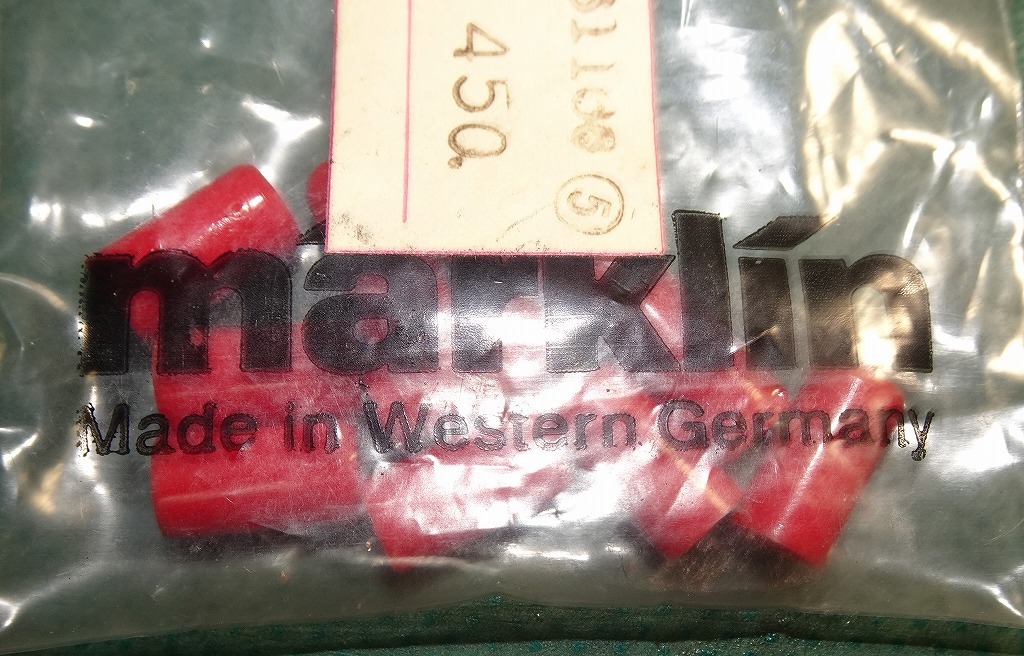 ⑤
450
märklin
Made in Western Germany